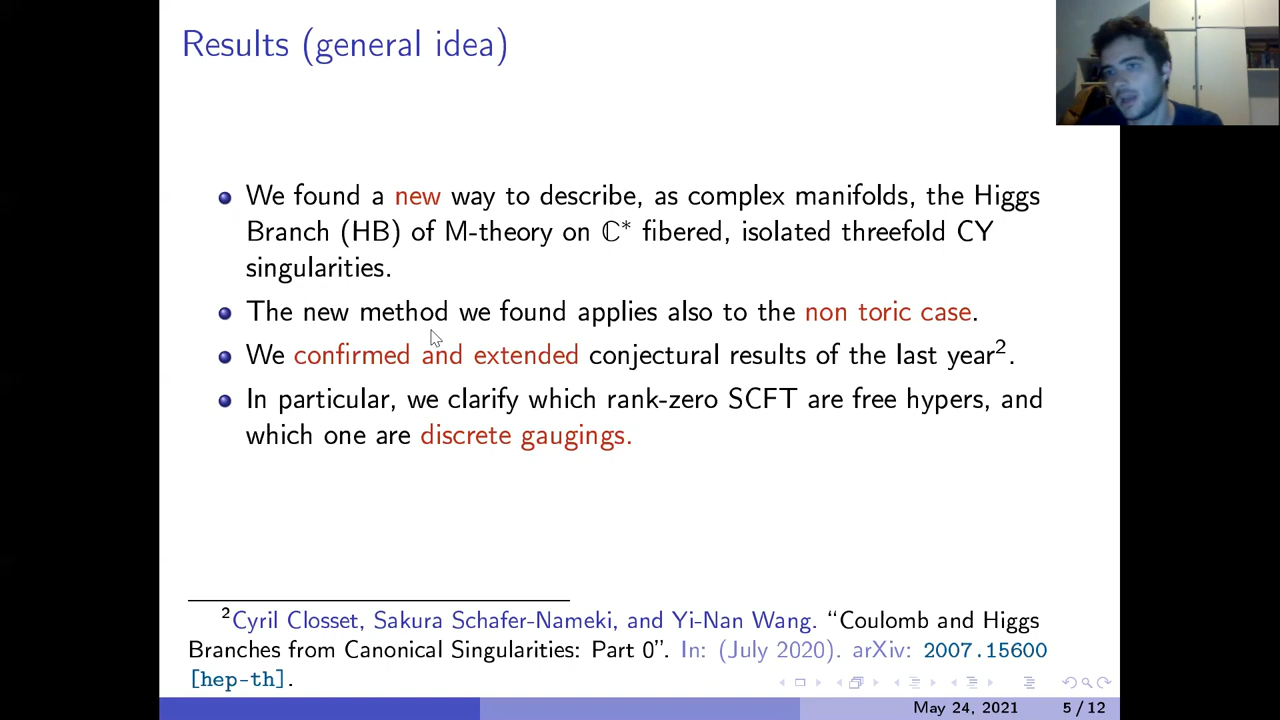 Results (general idea)
We found a new way to describe, as complex manifolds, the Higgs
Branch (HB) of M-theory on ℂ* fibered, isolated threefold CY
singularities.
The new method we found applies also to the non toric case.
We confirmed and extended conjectural results of the last year².
In particular, we clarify which rank-zero SCFT are free hypers, and
which one are discrete gaugings.
²Cyril Closset, Sakura Schafer-Nameki, and Yi-Nan Wang. “Coulomb and Higgs
Branches from Canonical Singularities: Part 0”. In: (July 2020). arXiv: 2007.15600
[hep-th].
May 24, 2021 5 / 12